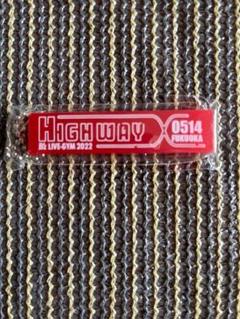 HIGHWAY X
B'z LIVE-GYM 2022
0514
FUKUOKA